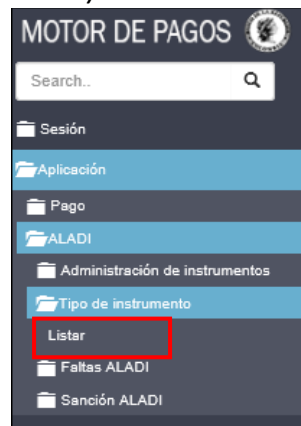 MOTOR DE PAGOS
Search..
Sesión
Aplicación
Pago
ALADI
Administración de instrumentos
Tipo de instrumento
Listar
Faltas ALADI
Sanción ALADI